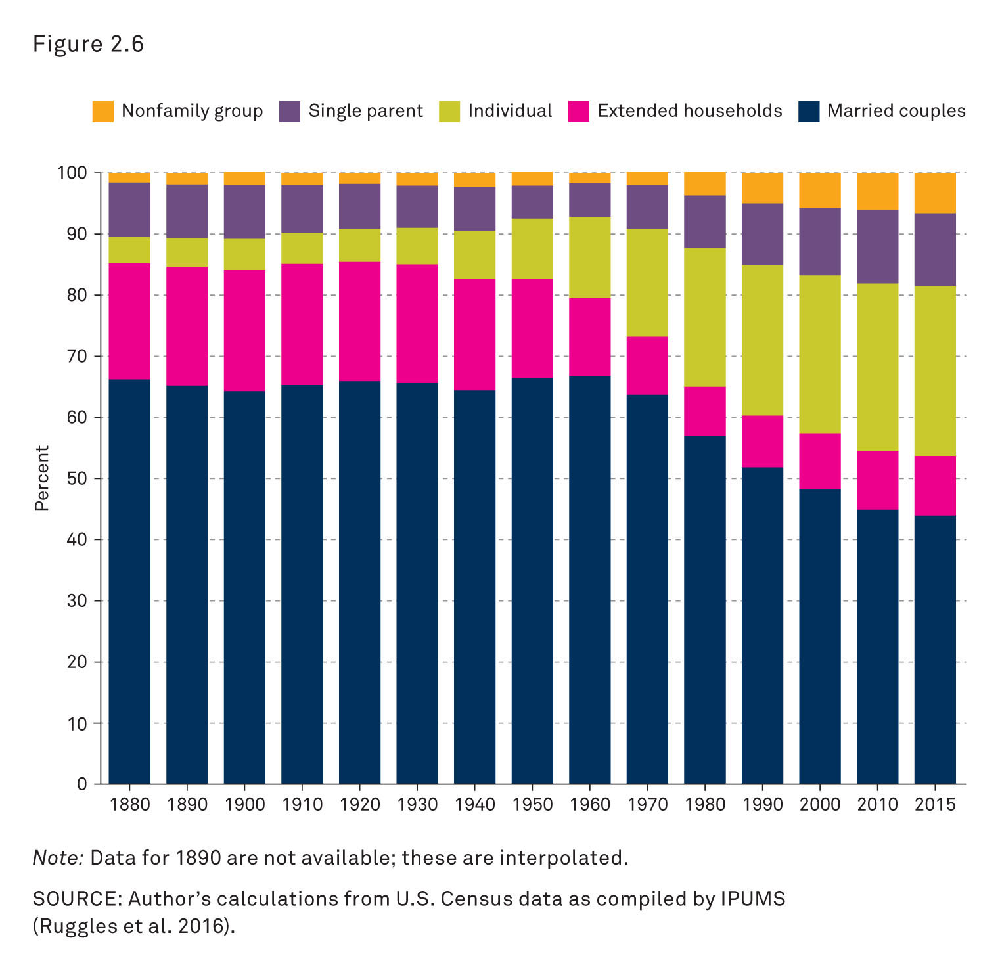 Figure 2.6
Nonfamily group Single parent Individual Extended households Married couples
100
90
80
70
60
50
40
30
20
10
0
Percent
1880 1890 1900 1910 1920 1930 1940 1950 1960 1970 1980 1990 2000 2010 2015
Note: Data for 1890 are not available; these are interpolated.
SOURCE: Author’s calculations from U.S. Census data as compiled by IPUMS
(Ruggles et al. 2016).